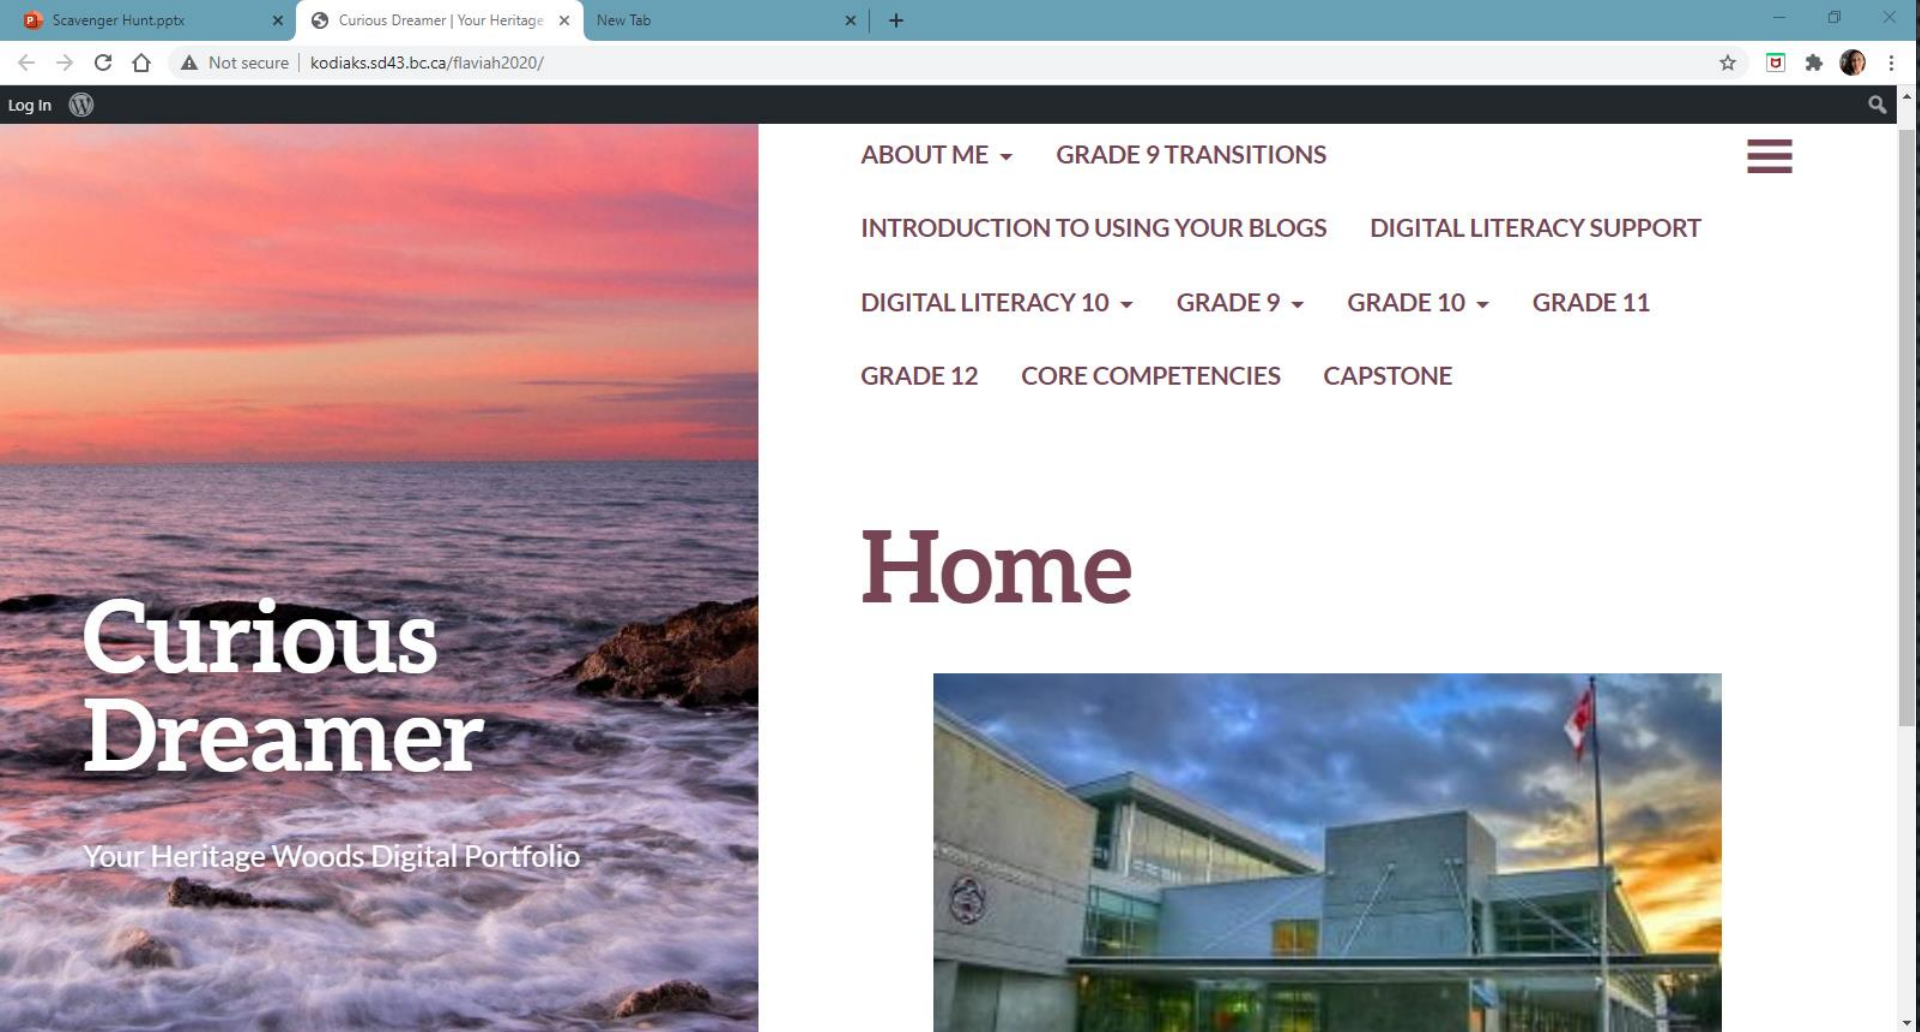 Scavenger Hunt.pptx
Curious Dreamer | Your Heritage
New Tab
Not secure
kodiaks.sd43.bc.ca/flaviah2020/
Log In
ABOUT ME
GRADE 9 TRANSITIONS
INTRODUCTION TO USING YOUR BLOGS
DIGITAL LITERACY SUPPORT
DIGITAL LITERACY 10
GRADE 9
GRADE 10
GRADE 11
GRADE 12
CORE COMPETENCIES
CAPSTONE
Curious
Dreamer
Your Heritage Woods Digital Portfolio
Home